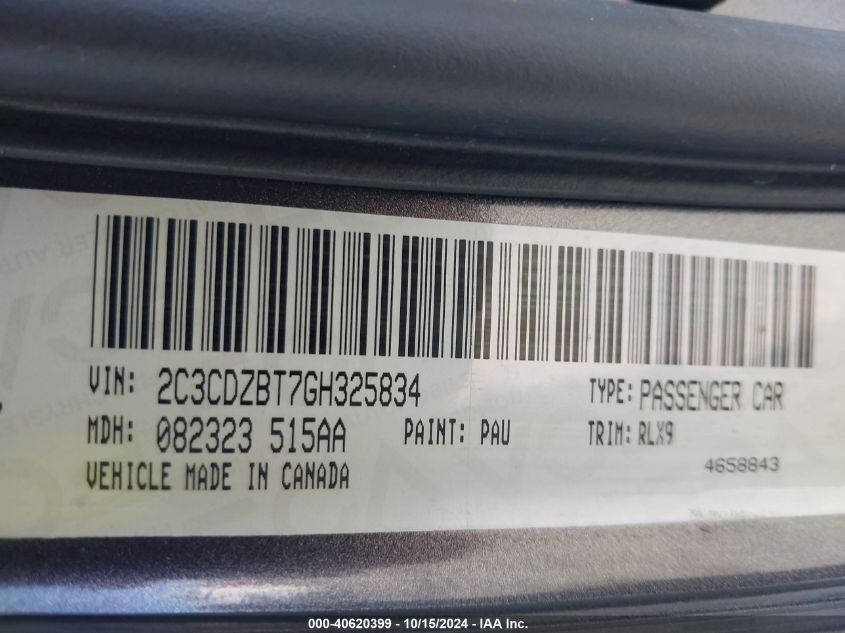 VIN: 2C3CDZBT7GH325834 TYPE: PASSENGER CAR
MDH: 082323 515AA PAINT: PAU TRIM: RLX9
VEHICLE MADE IN CANADA 4658843
000-40620399 - 10/15/2024 - IAA Inc.